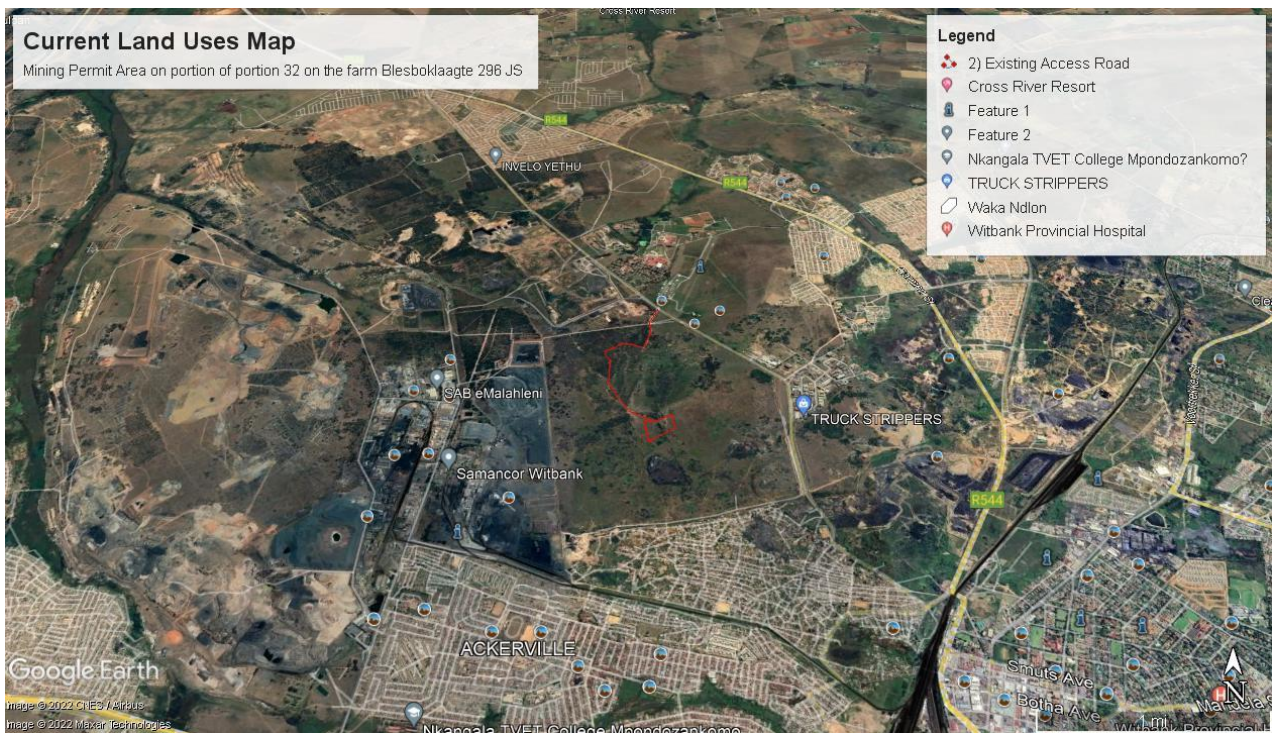 Cross River Resort
Current Land Uses Map
Mining Permit Area on portion of portion 32 on the farm Blesboklaagte 296 JS
Legend
2) Existing Access Road
Cross River Resort
Feature 1
Feature 2
Nkangala TVET College Mpondozankomo?
TRUCK STRIPPERS
Waka Ndlon
Witbank Provincial Hospital
R544
INVELO YETHU
R544
SAB eMalahleni
TRUCK STRIPPERS
Samancor Witbank
R544
ACKERVILLE
Smuts Ave
Botha Ave
Google Earth
Image © 2022 CNES / Airbus
Image © 2022 Maxar Technologies
Nkangala TVET College Mpondozankomo
N
1 mi